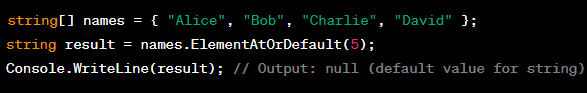 string[] names = { "Alice", "Bob", "Charlie", "David" };
string result = names.ElementAtOrDefault(5);
Console.WriteLine(result); // Output: null (default value for string)